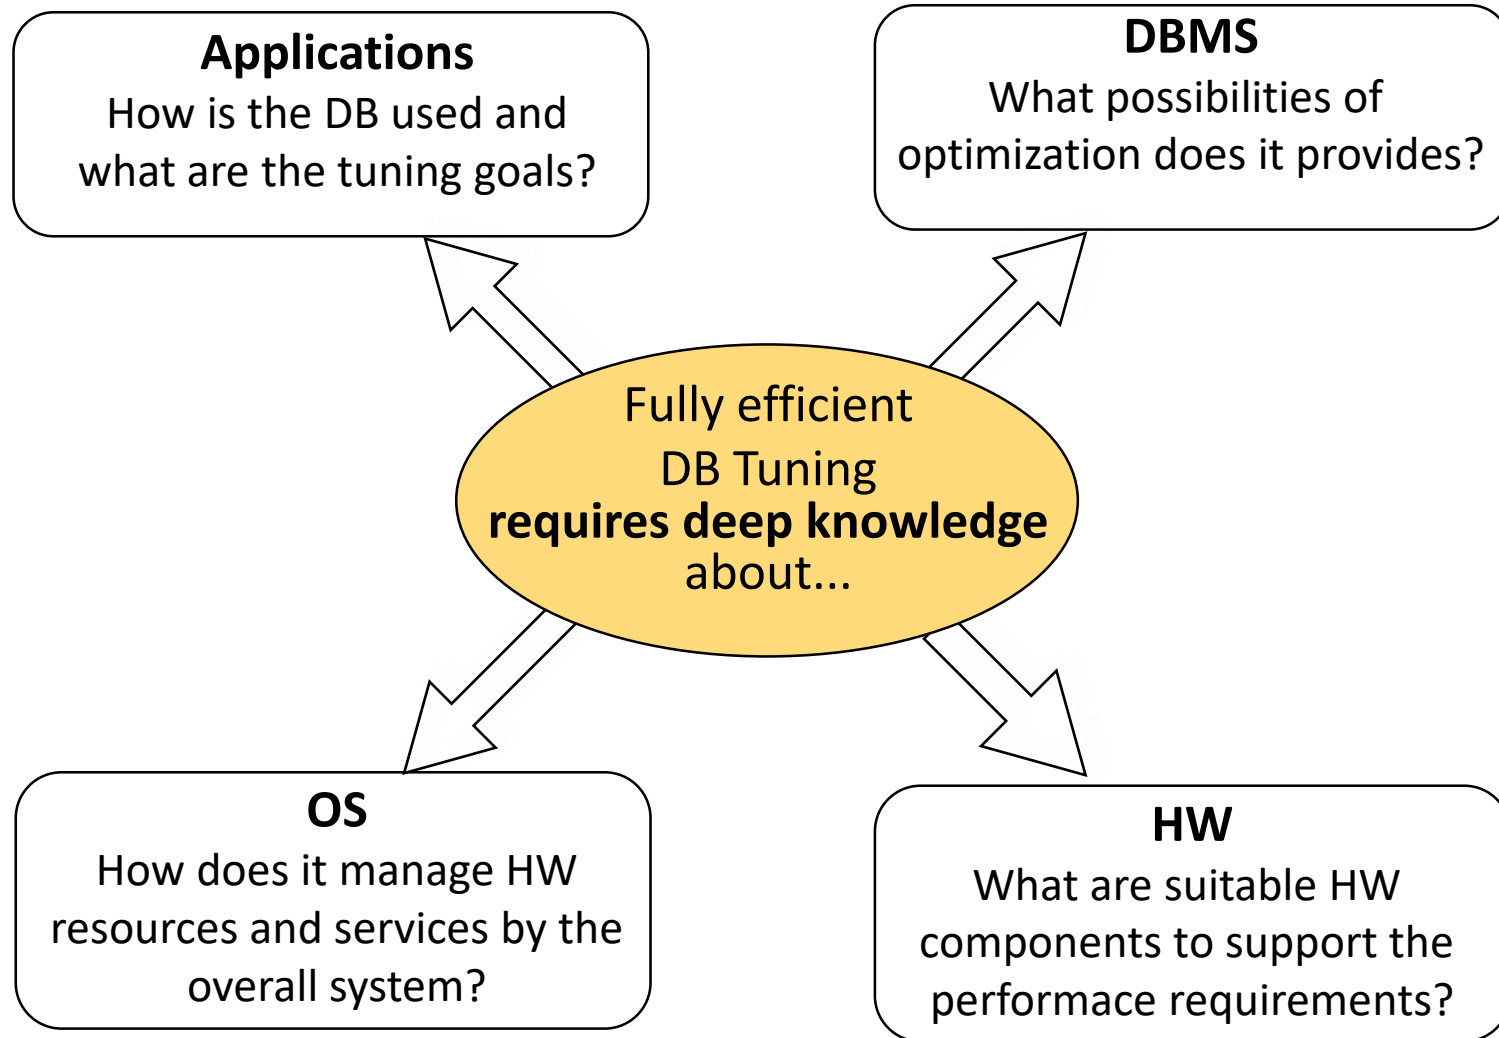 Applications
How is the DB used and
what are the tuning goals?
DBMS
What possibilities of
optimization does it provides?
Fully efficient
DB Tuning
requires deep knowledge
about...
OS
How does it manage HW
resources and services by the
overall system?
HW
What are suitable HW
components to support the
performace requirements?